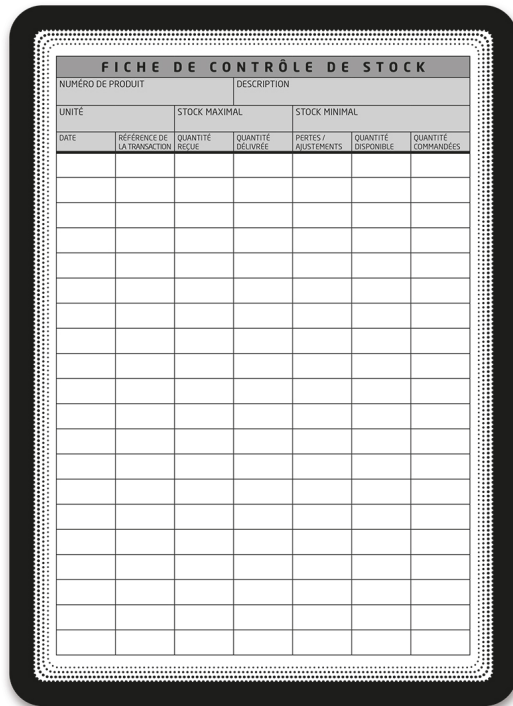 FICHE DE CONTRÔLE DE STOCK
NUMÉRO DE PRODUIT DESCRIPTION
UNITÉ STOCK MAXIMAL STOCK MINIMAL
DATE
RÉFÉRENCE DE
LA TRANSACTION
QUANTITÉ
REÇUE
QUANTITÉ
DÉLIVRÉE
PERTES /
AJUSTEMENTS
QUANTITÉ
DISPONIBLE
QUANTITÉ
COMMANDÉES